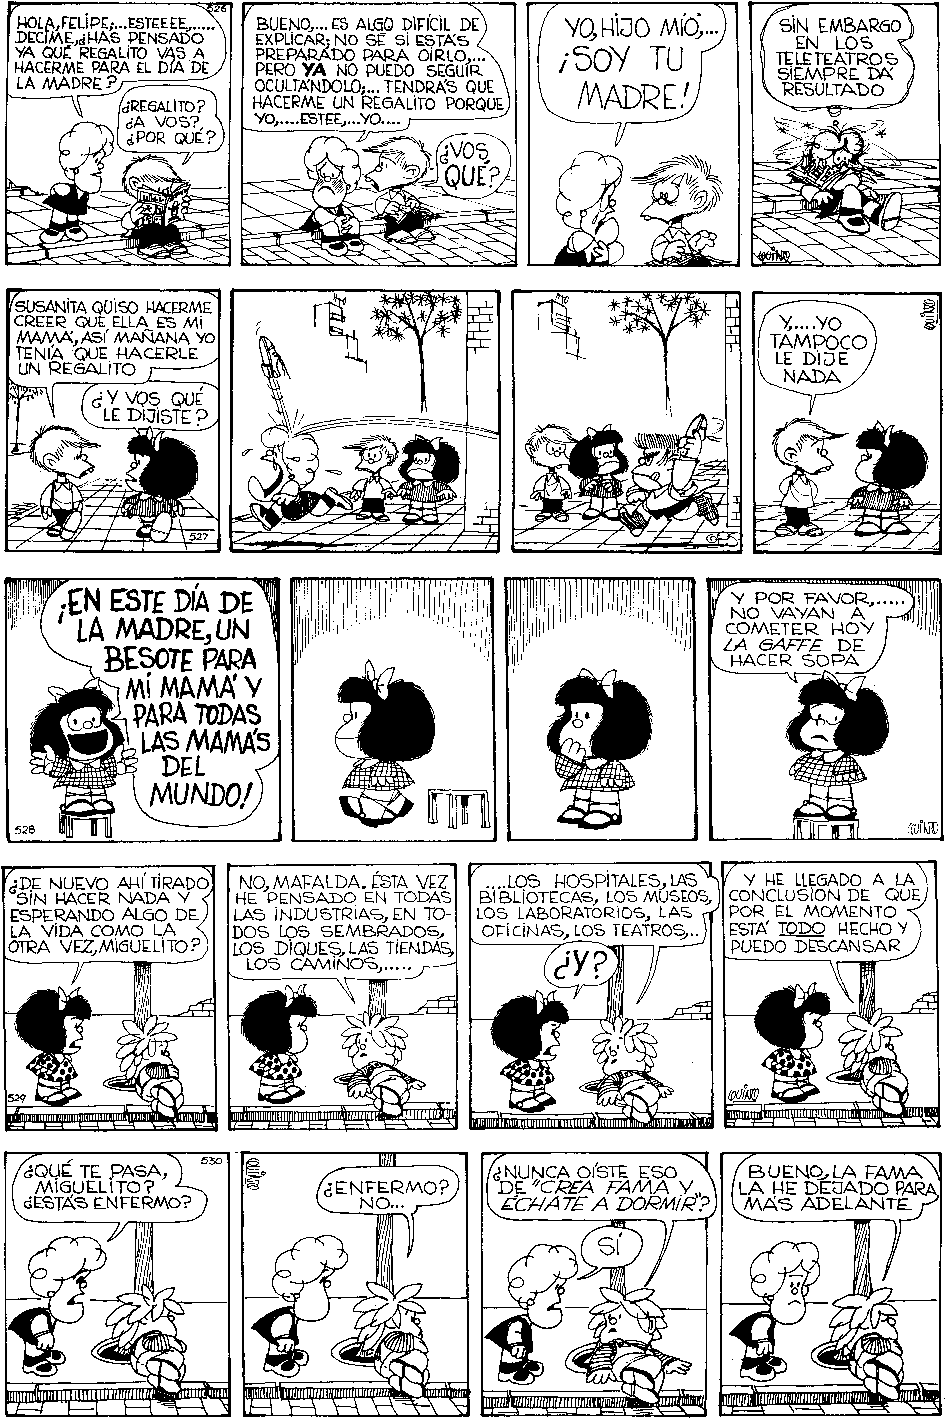 526
HOLA, FELIPE;...ESTEEEE,.....
DECIME,¿HAS PENSADO
YA QUÉ REGALITO VAS A
HACERME PARA EL DÍA DE
LA MADRE?
¿REGALITO?
¿A VOS?
¿POR QUÉ?
BUENO,... ES ALGO DIFÍCIL DE
EXPLICAR; NO SÉ SI ESTÁS
PREPARADO PARA OIRLO,...
PERO YA NO PUEDO SEGUIR
OCULTÁNDOLO;... TENDRÁS QUE
HACERME UN REGALITO PORQUE
YO,....ESTEE,...YO....
¿VOS
QUÉ?
YO, HIJO MÍO,...
¡SOY TU
MADRE!
SIN EMBARGO
EN LOS
TELETEATROS
SIEMPRE DA
RESULTADO
QUINO
SUSANITA QUISO HACERME
CREER QUE ELLA ES MI
MAMÁ, ASÍ MAÑANA YO
TENÍA QUE HACERLE
UN REGALITO
¿Y VOS QUÉ
LE DIJISTE?
527
Y,....YO
TAMPOCO
LE DIJE
NADA
QUINO
¡EN ESTE DÍA DE
LA MADRE, UN
BESOTE PARA
MI MAMÁ Y
PARA TODAS
LAS MAMÁS
DEL
MUNDO!
528
Y POR FAVOR,.....
NO VAYAN A
COMETER HOY
LA GAFFE DE
HACER SOPA
QUINO
¿DE NUEVO AHÍ TIRADO
SIN HACER NADA Y
ESPERANDO ALGO DE
LA VIDA COMO LA
OTRA VEZ, MIGUELITO?
529
NO, MAFALDA. ÉSTA VEZ
HE PENSADO EN TODAS
LAS INDUSTRIAS, EN TO-
DOS LOS SEMBRADOS,
LOS DIQUES, LAS TIENDAS,
LOS CAMINOS,.....
....LOS HOSPITALES, LAS
BIBLIOTECAS, LOS MUSEOS,
LOS LABORATORIOS, LAS
OFICINAS, LOS TEATROS,..
¿Y?
Y HE LLEGADO A LA
CONCLUSIÓN DE QUE
POR EL MOMENTO
ESTÁ TODO HECHO Y
PUEDO DESCANSAR
QUINO
530
¿QUÉ TE PASA,
MIGUELITO?
¿ESTÁS ENFERMO?
QUINO
¿ENFERMO?
NO...
¿NUNCA OÍSTE ESO
DE "CREA FAMA Y
ÉCHATE A DORMIR"?
SÍ
BUENO, LA FAMA
LA HE DEJADO PARA
MÁS ADELANTE